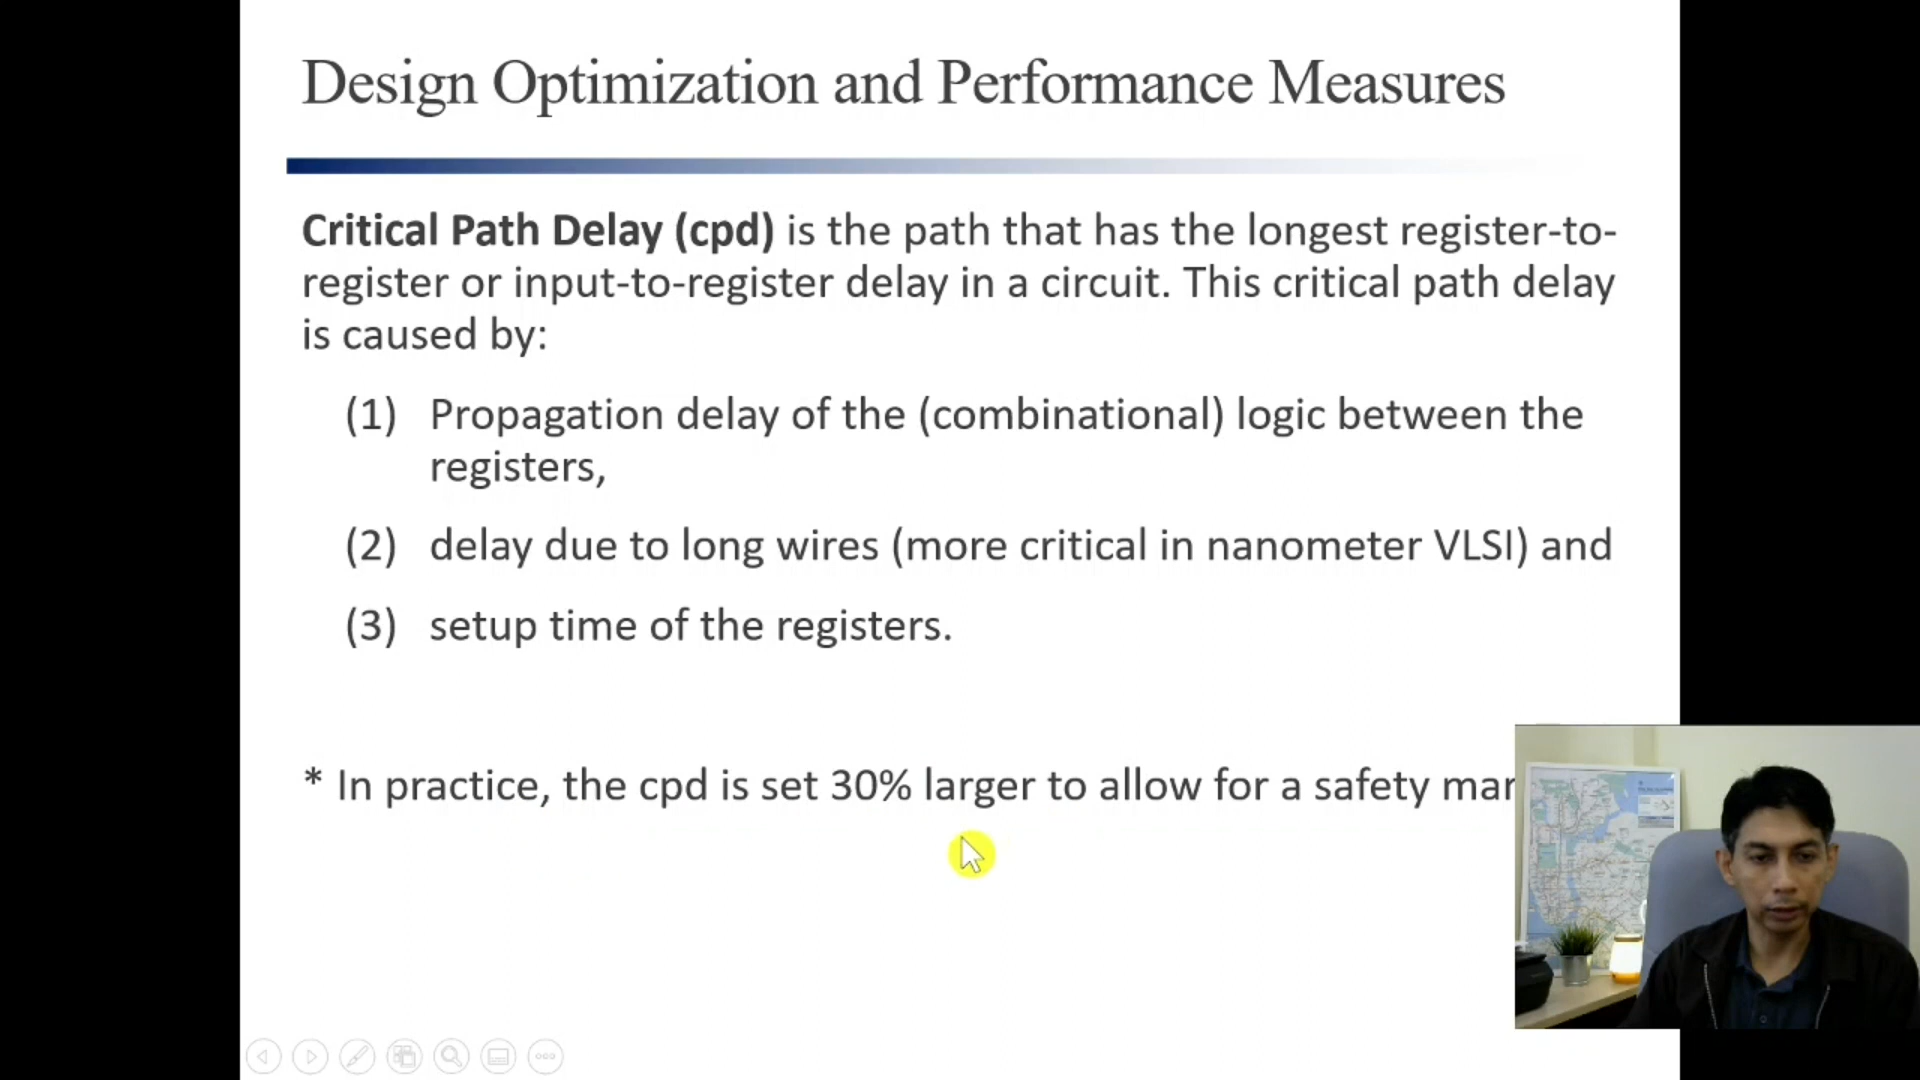 Design Optimization and Performance Measures
Critical Path Delay (cpd) is the path that has the longest register-to-
register or input-to-register delay in a circuit. This critical path delay
is caused by:
(1) Propagation delay of the (combinational) logic between the
registers,
(2) delay due to long wires (more critical in nanometer VLSI) and
(3) setup time of the registers.
* In practice, the cpd is set 30% larger to allow for a safety mar